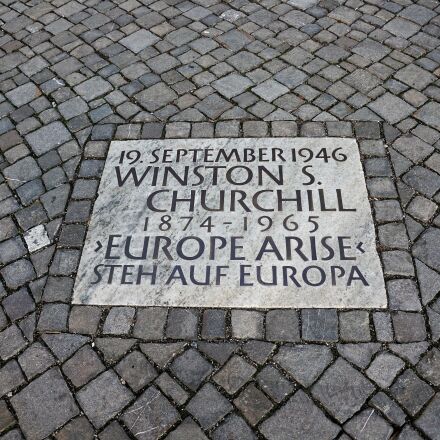 19. SEPTEMBER 1946
WINSTON S.
CHURCHILL
1874-1965
›EUROPE ARISE‹
STEH AUF EUROPA